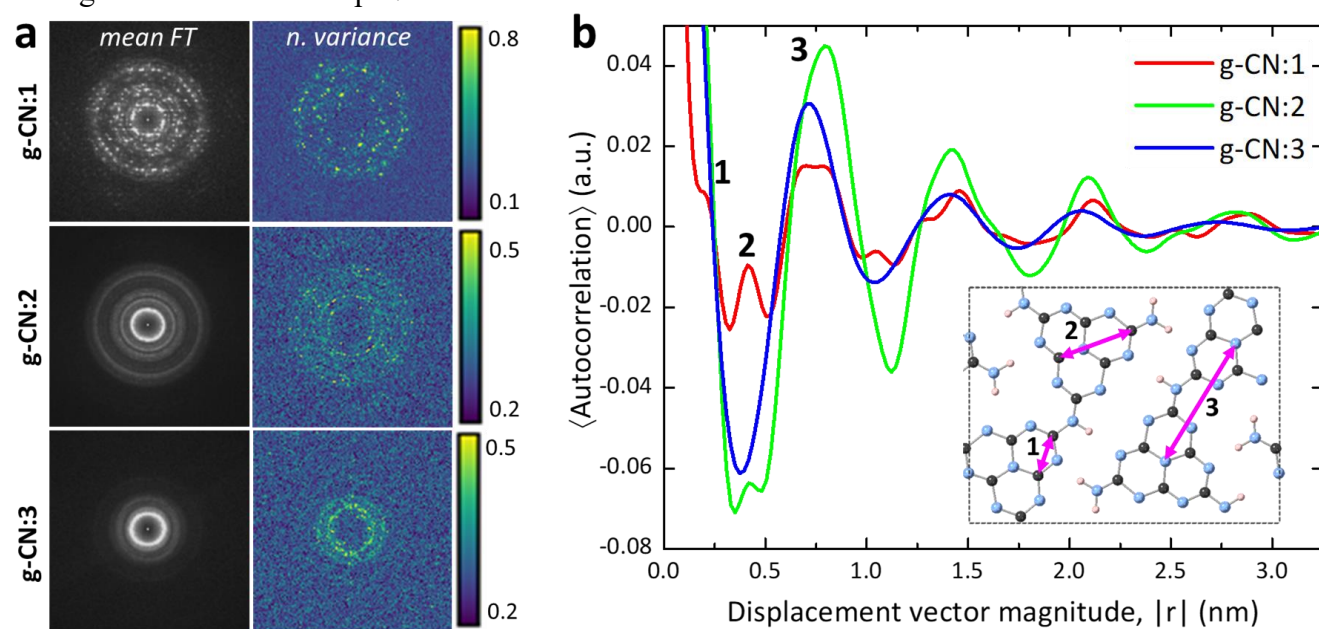 a
mean FT
n. variance
g-CN:1
0.8
0.1
g-CN:2
0.5
0.2
g-CN:3
0.5
0.2
b
⟨Autocorrelation⟩ (a.u.)
0.04
0.02
0.00
-0.02
-0.04
-0.06
-0.08
1
2
3
g-CN:1
g-CN:2
g-CN:3
2
3
1
0.0 0.5 1.0 1.5 2.0 2.5 3.0
Displacement vector magnitude, |r| (nm)